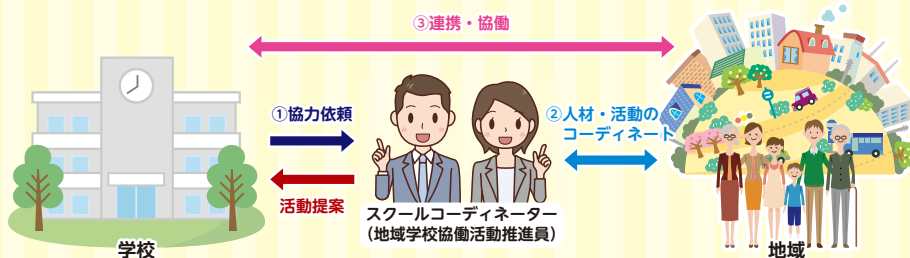 ③連携・協働
①協力依頼
②人材・活動の
コーディネート
活動提案
スクールコーディネーター
（地域学校協働活動推進員）
学校
地域